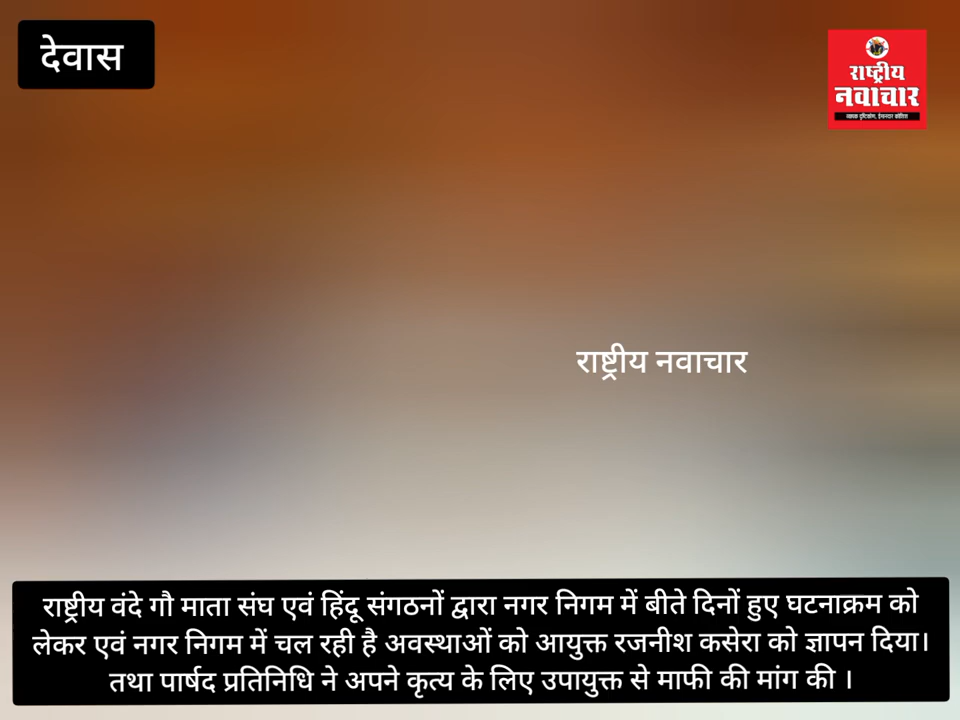 देवास
राष्ट्रीय
नवाचार
राष्ट्रीय नवाचार
राष्ट्रीय वंदे गौ माता संघ एवं हिंदू संगठनों द्वारा नगर निगम में बीते दिनों हुए घटनाक्रम को
लेकर एवं नगर निगम में चल रही है अवस्थाओं को आयुक्त रजनीश कसेरा को ज्ञापन दिया।
तथा पार्षद प्रतिनिधि ने अपने कृत्य के लिए उपायुक्त से माफी की मांग की ।